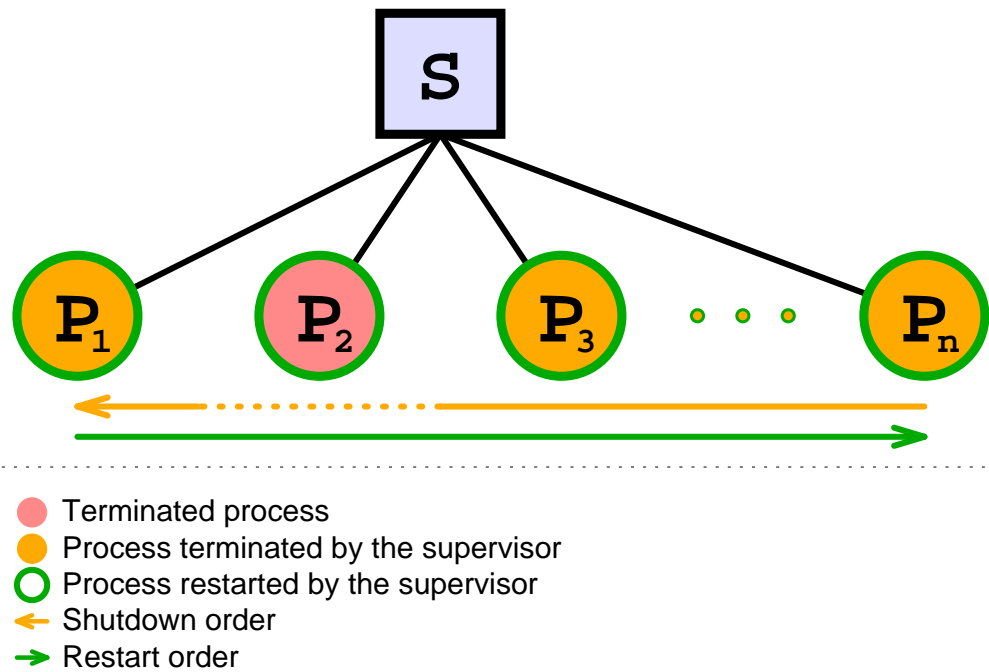 S
P1 P2 P3 Pn
Terminated process
Process terminated by the supervisor
Process restarted by the supervisor
Shutdown order
Restart order